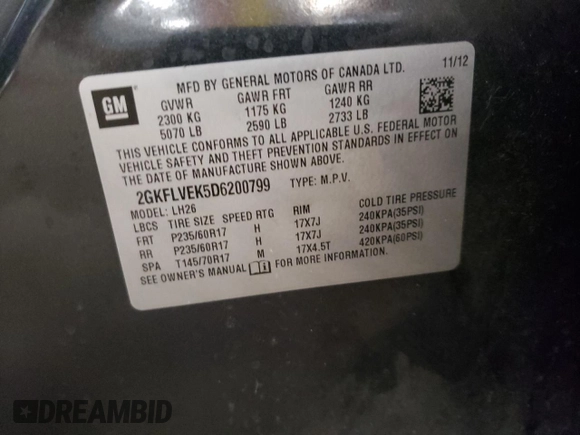 MFD BY GENERAL MOTORS OF CANADA LTD. 11/12
GM
GVWR GAWR FRT GAWR RR
2300 KG 1175 KG 1240 KG
5070 LB 2590 LB 2733 LB
THIS VEHICLE CONFORMS TO ALL APPLICABLE U.S. FEDERAL MOTOR
VEHICLE SAFETY AND THEFT PREVENTION STANDARDS IN EFFECT ON
THE DATE OF MANUFACTURE SHOWN ABOVE.
2GKFLVEK5D6200799 TYPE: M.P.V.
MODEL: LH26
LBCS TIRE SIZE SPEED RTG RIM COLD TIRE PRESSURE
FRT P235/60R17 H 17X7J 240KPA(35PSI)
RR P235/60R17 H 17X7J 240KPA(35PSI)
SPA T145/70R17 M 17X4.5T 420KPA(60PSI)
SEE OWNER'S MANUAL FOR MORE INFORMATION.
DREAMBID